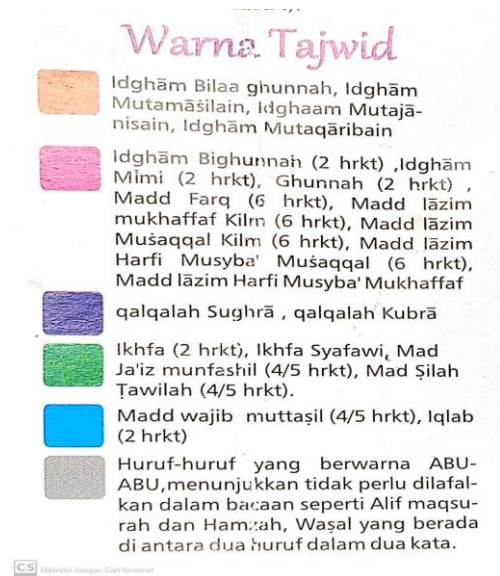 Warna Tajwid
Idghām Bilaa ghunnah, Idghām
Mutamāṡilain, Idghaam Mutajā-
nisain, Idghām Mutaqāribain
Idghām Bighunnah (2 hrkt) ,Idghām
Mimi (2 hrkt), Ghunnah (2 hrkt) ,
Madd Farq (6 hrkt), Madd lāzim
mukhaffaf Kilm (6 hrkt), Madd lāzim
Muṡaqqal Kilm (6 hrkt), Madd lāzim
Harfi Musyba' Muṡaqqal (6 hrkt),
Madd lāzim Harfi Musyba' Mukhaffaf
qalqalah Sughrā , qalqalah Kubrā
Ikhfa (2 hrkt), Ikhfa Syafawi, Mad
Ja'iz munfashil (4/5 hrkt), Mad Ṣilah
Ṭawilah (4/5 hrkt).
Madd wajib muttaṣil (4/5 hrkt), Iqlab
(2 hrkt)
Huruf-huruf yang berwarna ABU-
ABU,menunjukkan tidak perlu dilafal-
kan dalam bacaan seperti Alif maqsu-
rah dan Hamzah, Waṣal yang berada
di antara dua huruf dalam dua kata.
CS Dipindai dengan CamScanner